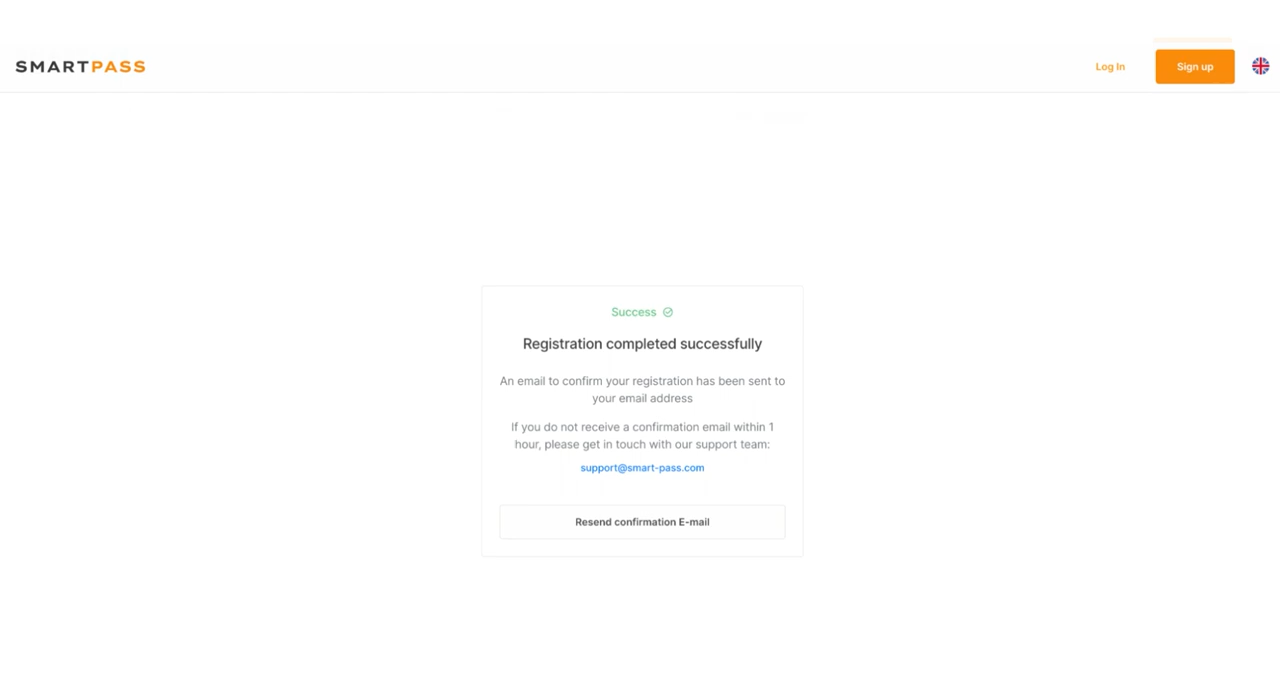 SMARTPASS
Log In
Sign up
Success
Registration completed successfully
An email to confirm your registration has been sent to
your email address
If you do not receive a confirmation email within 1
hour, please get in touch with our support team:
support@smart-pass.com
Resend confirmation E-mail